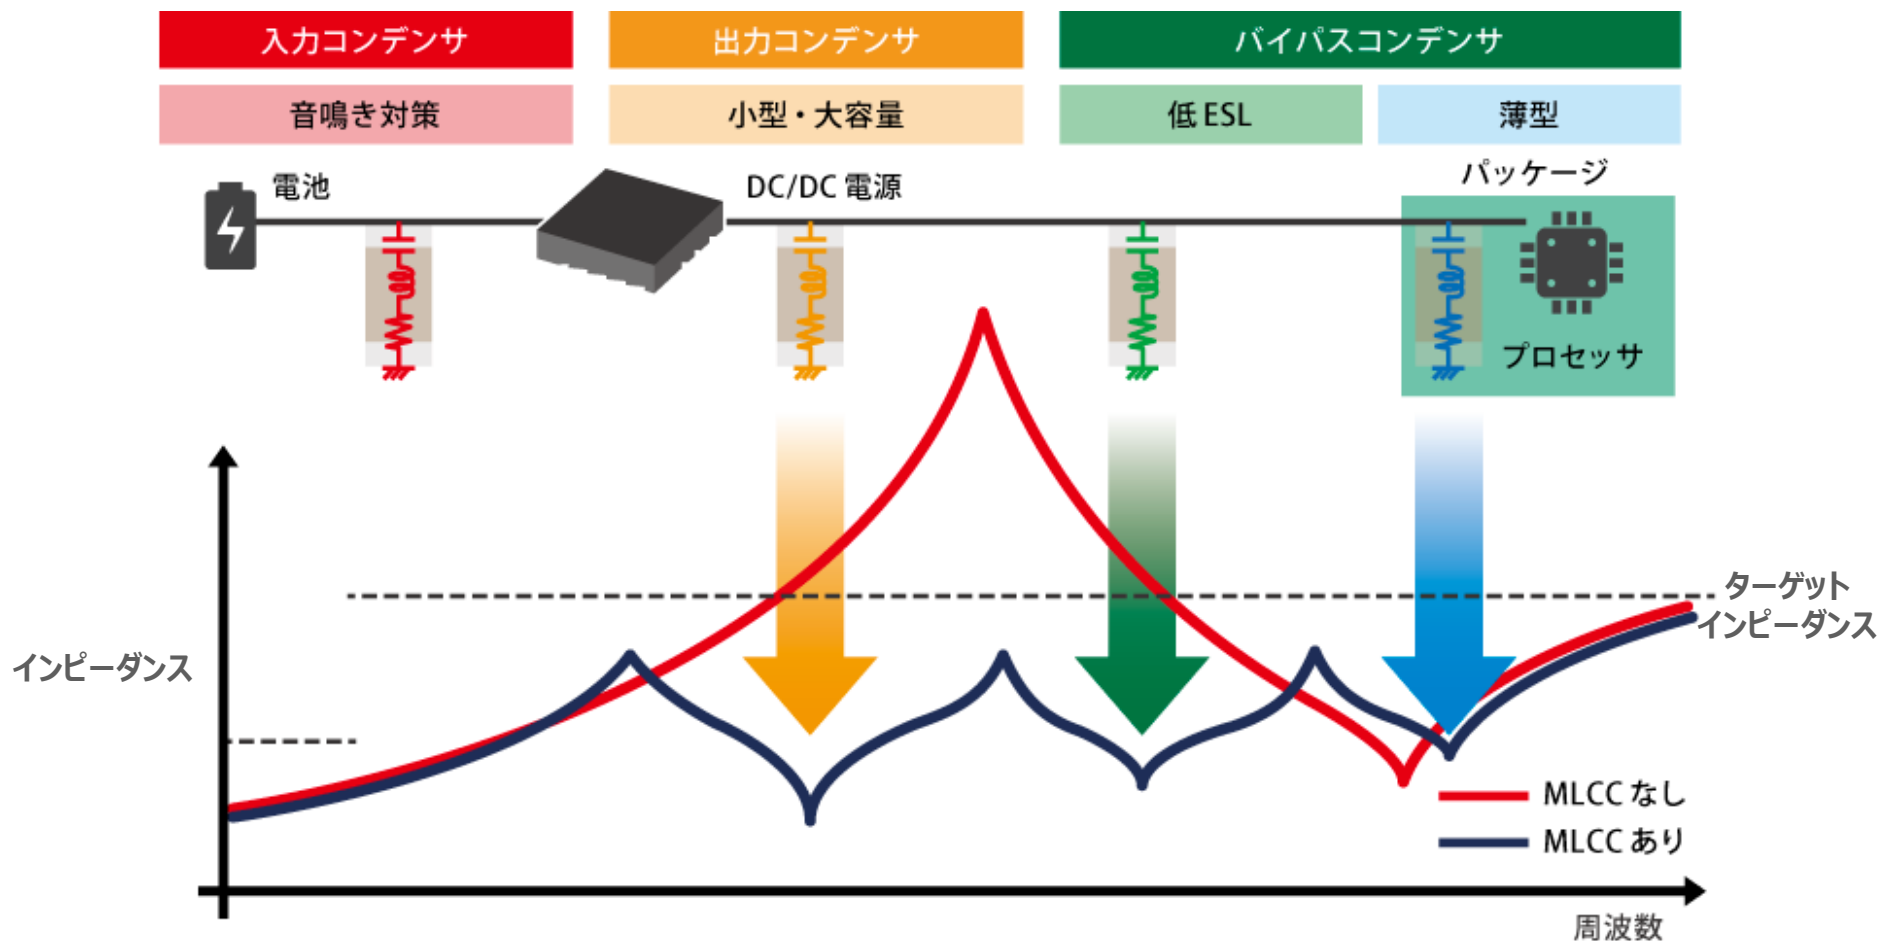 入力コンデンサ
出力コンデンサ
バイパスコンデンサ
音鳴き対策
小型・大容量
低 ESL
薄型
電池
DC/DC 電源
パッケージ
プロセッサ
ターゲット
インピーダンス
インピーダンス
MLCC なし
MLCC あり
周波数